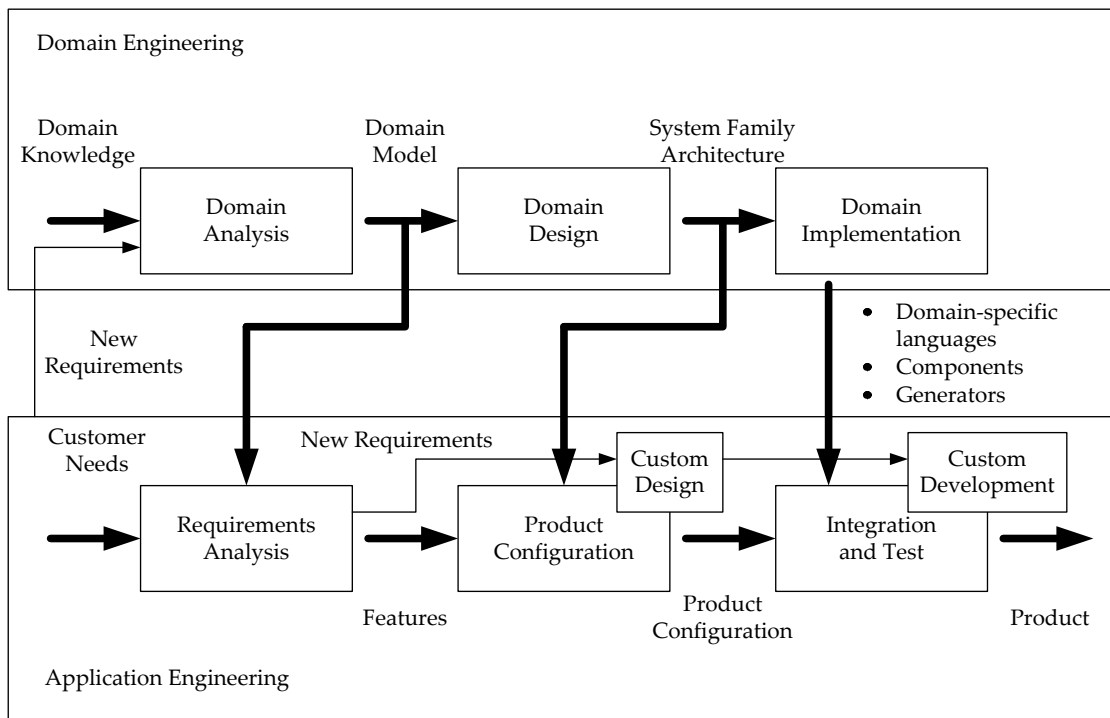 Domain Engineering
Domain
Knowledge
Domain
Model
System Family
Architecture
Domain
Analysis
Domain
Design
Domain
Implementation
New
Requirements
• Domain-specific
languages
• Components
• Generators
Customer
Needs
New Requirements
Custom
Design
Custom
Development
Requirements
Analysis
Product
Configuration
Integration
and Test
Features
Product
Configuration
Product
Application Engineering